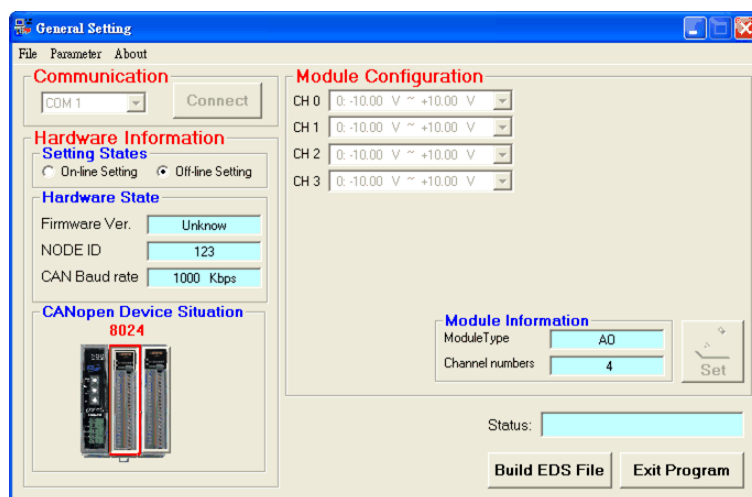 General Setting
File Parameter About
Communication
COM 1
Connect
Hardware Information
Setting States
On-line Setting
Off-line Setting
Hardware State
Firmware Ver. Unknow
NODE ID 123
CAN Baud rate 1000 Kbps
CANopen Device Situation
8024
Module Configuration
CH 0 0: -10.00 V ~ +10.00 V
CH 1 0: -10.00 V ~ +10.00 V
CH 2 0: -10.00 V ~ +10.00 V
CH 3 0: -10.00 V ~ +10.00 V
Module Information
ModuleType AO
Channel numbers 4
Set
Status:
Build EDS File
Exit Program